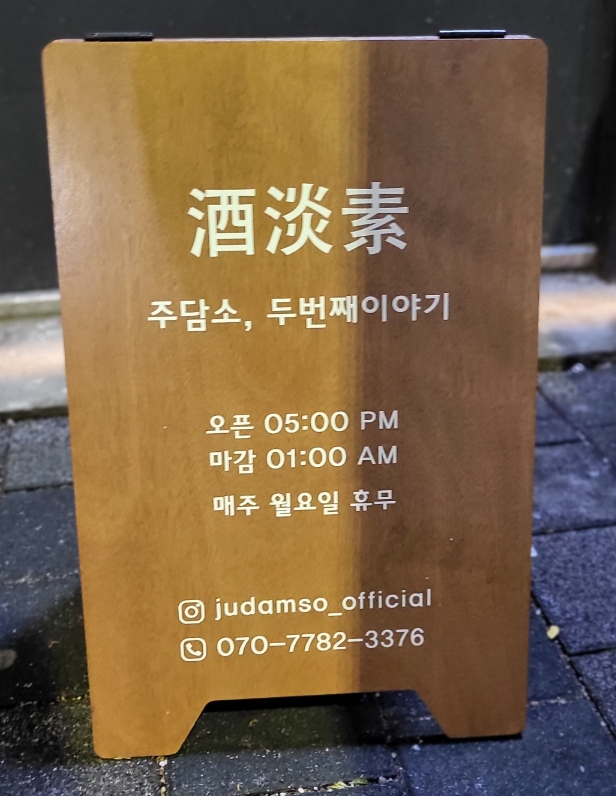 酒淡素
주담소, 두번째이야기
오픈 05:00 PM
마감 01:00 AM
매주 월요일 휴무
judamso_official
070-7782-3376